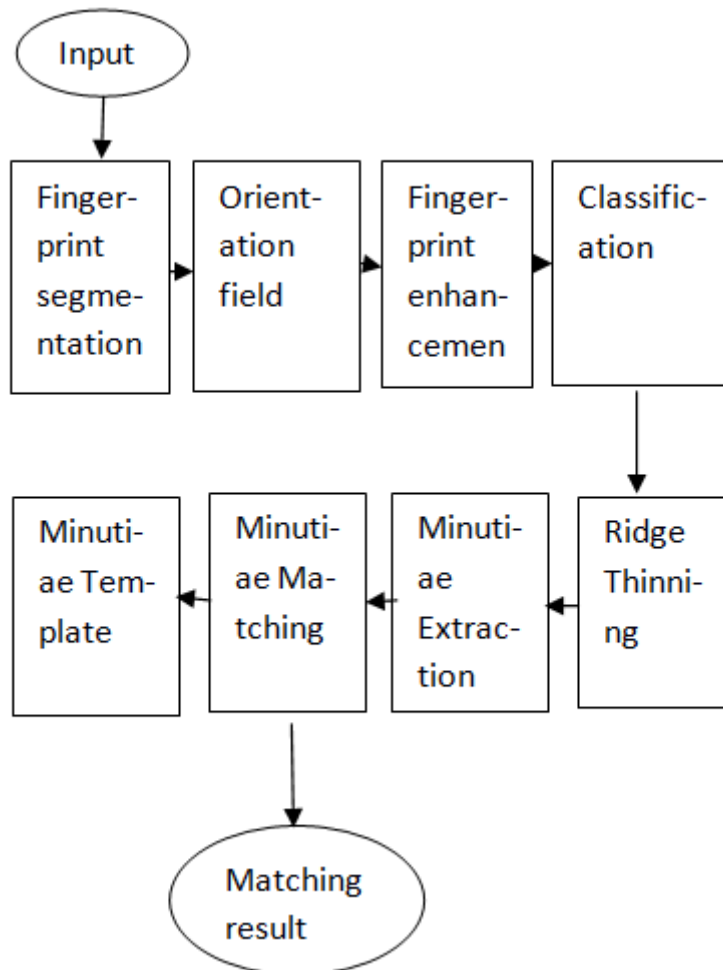 Input
Finger-
print
segme-
ntation
Orient-
ation
field
Finger-
print
enhan-
cemen
Classific-
ation
Minuti-
ae Tem-
plate
Minuti-
ae Ma-
tching
Minuti-
ae
Extrac-
tion
Ridge
Thinni-
ng
Matching
result